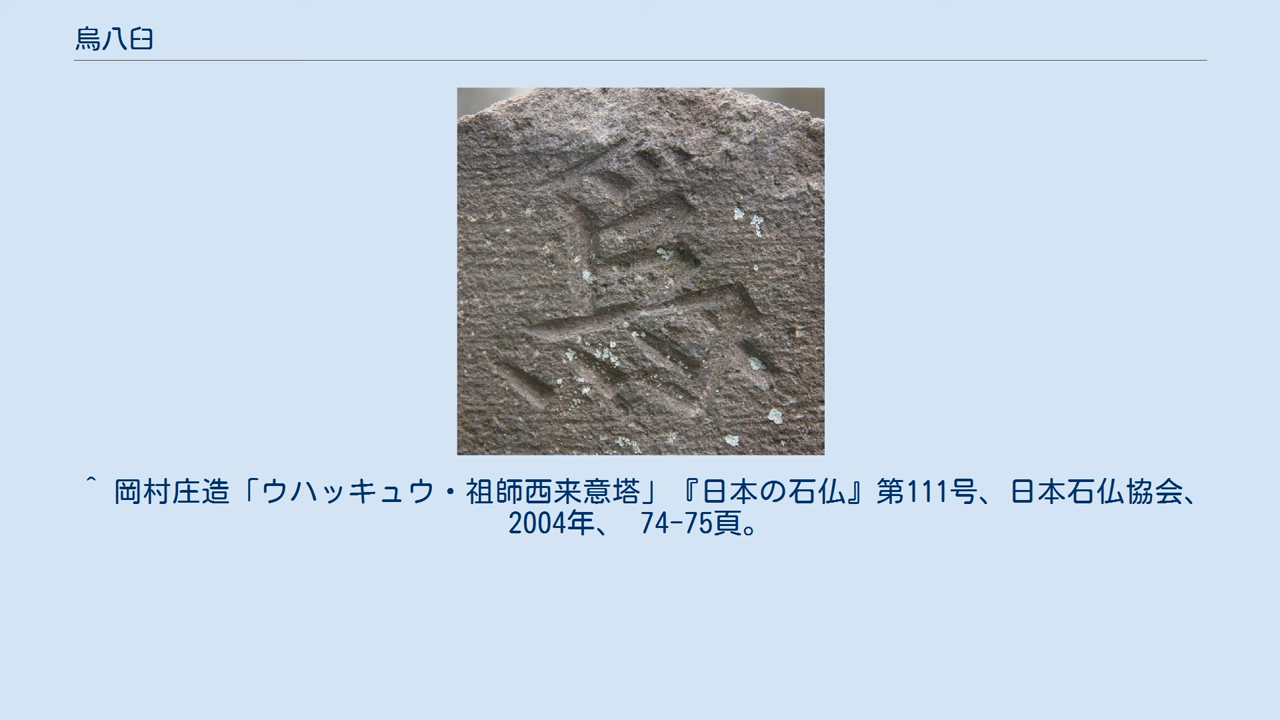 烏八臼
^ 岡村庄造「ウハッキュウ・祖師西来意塔」『日本の石仏』第111号、日本石仏協会、
2004年、 74-75頁。